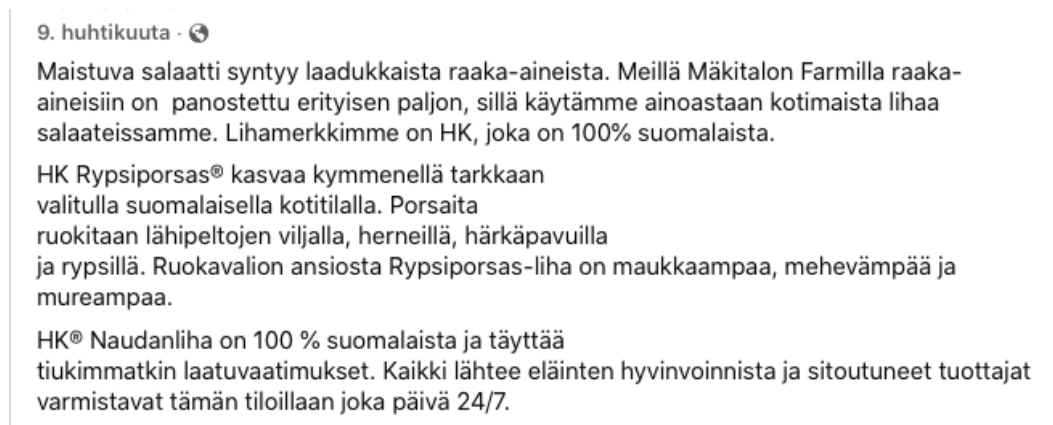 9. huhtikuuta ·
Maistuva salaatti syntyy laadukkaista raaka-aineista. Meillä Mäkitalon Farmilla raaka-
aineisiin on  panostettu erityisen paljon, sillä käytämme ainoastaan kotimaista lihaa
salaateissamme. Lihamerkkimme on HK, joka on 100% suomalaista.
HK Rypsiporsas® kasvaa kymmenellä tarkkaan
valitulla suomalaisella kotitilalla. Porsaita
ruokitaan lähipeltojen viljalla, herneillä, härkäpavuilla
ja rypsillä. Ruokavalion ansiosta Rypsiporsas-liha on maukkaampaa, mehevämpää ja
mureampaa.
HK® Naudanliha on 100 % suomalaista ja täyttää
tiukimmatkin laatuvaatimukset. Kaikki lähtee eläinten hyvinvoinnista ja sitoutuneet tuottajat
varmistavat tämän tiloillaan joka päivä 24/7.